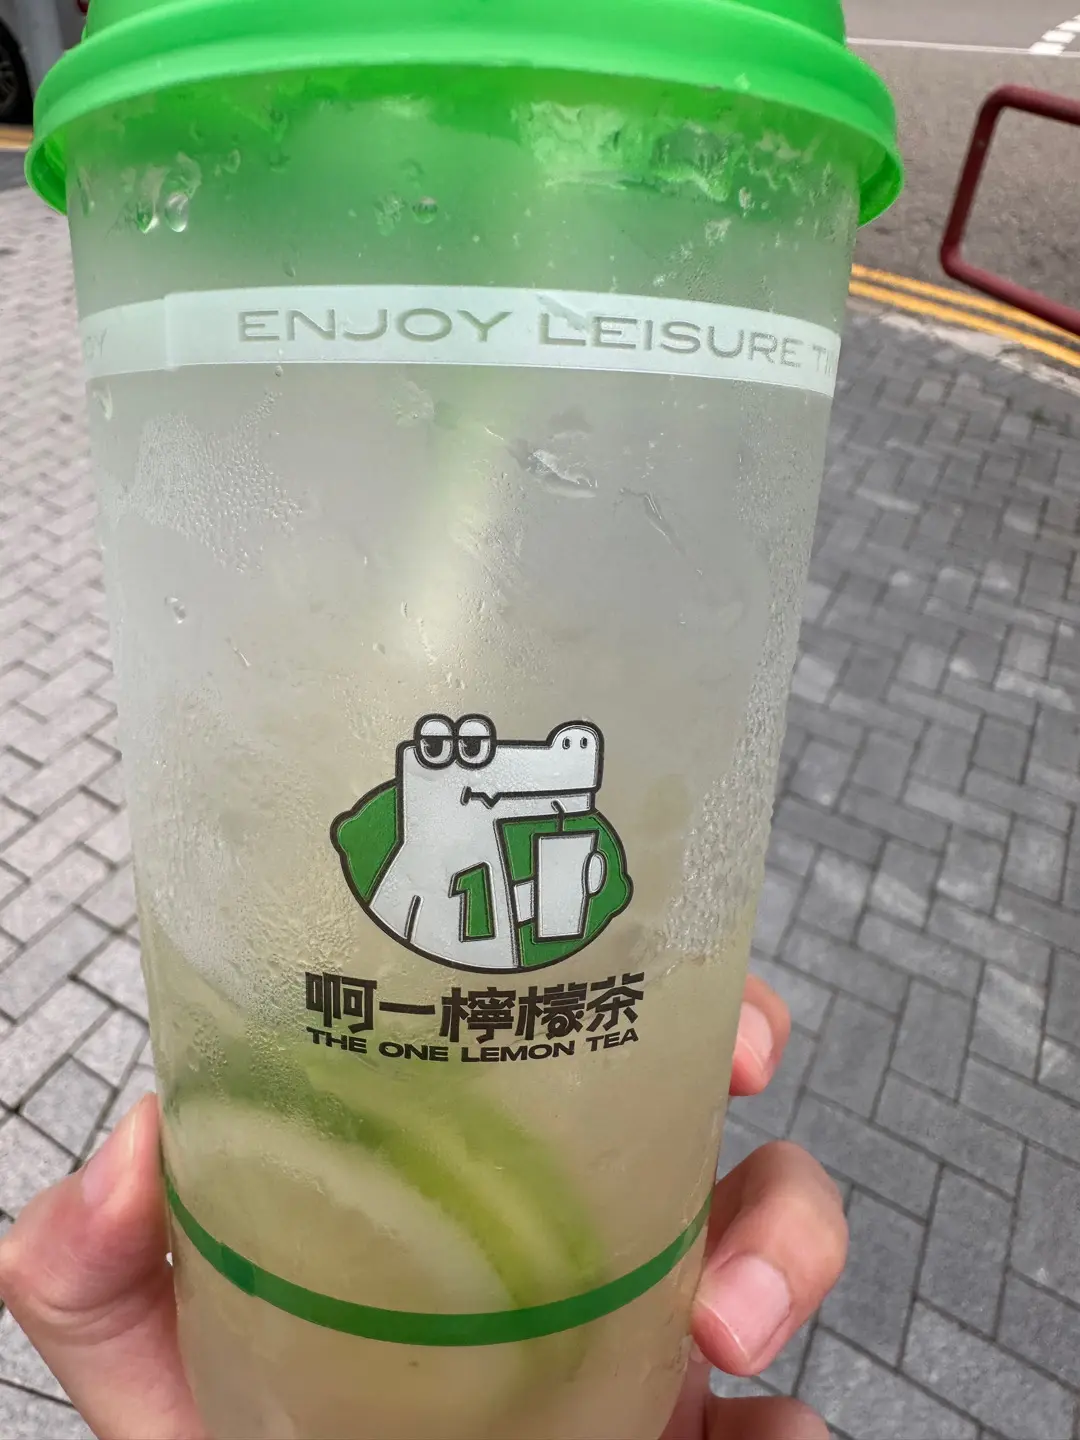 ENJOY LEISURE
1
啊一檸檬茶
THE ONE LEMON TEA